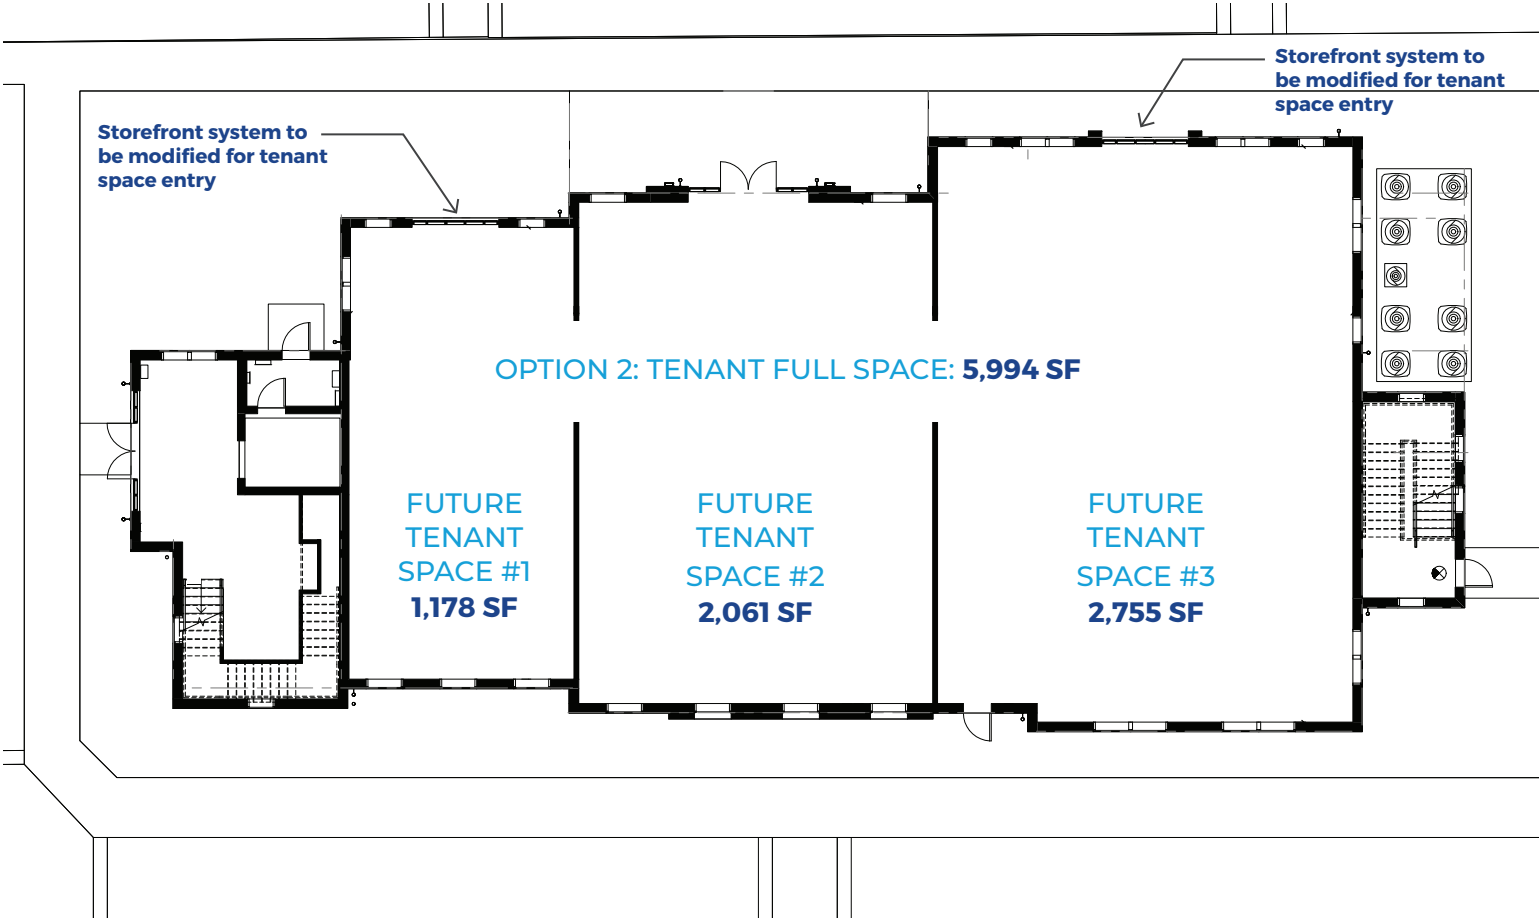 Storefront system to
be modified for tenant
space entry
Storefront system to
be modified for tenant
space entry
OPTION 2: TENANT FULL SPACE: 5,994 SF
FUTURE
TENANT
SPACE #1
1,178 SF
FUTURE
TENANT
SPACE #2
2,061 SF
FUTURE
TENANT
SPACE #3
2,755 SF